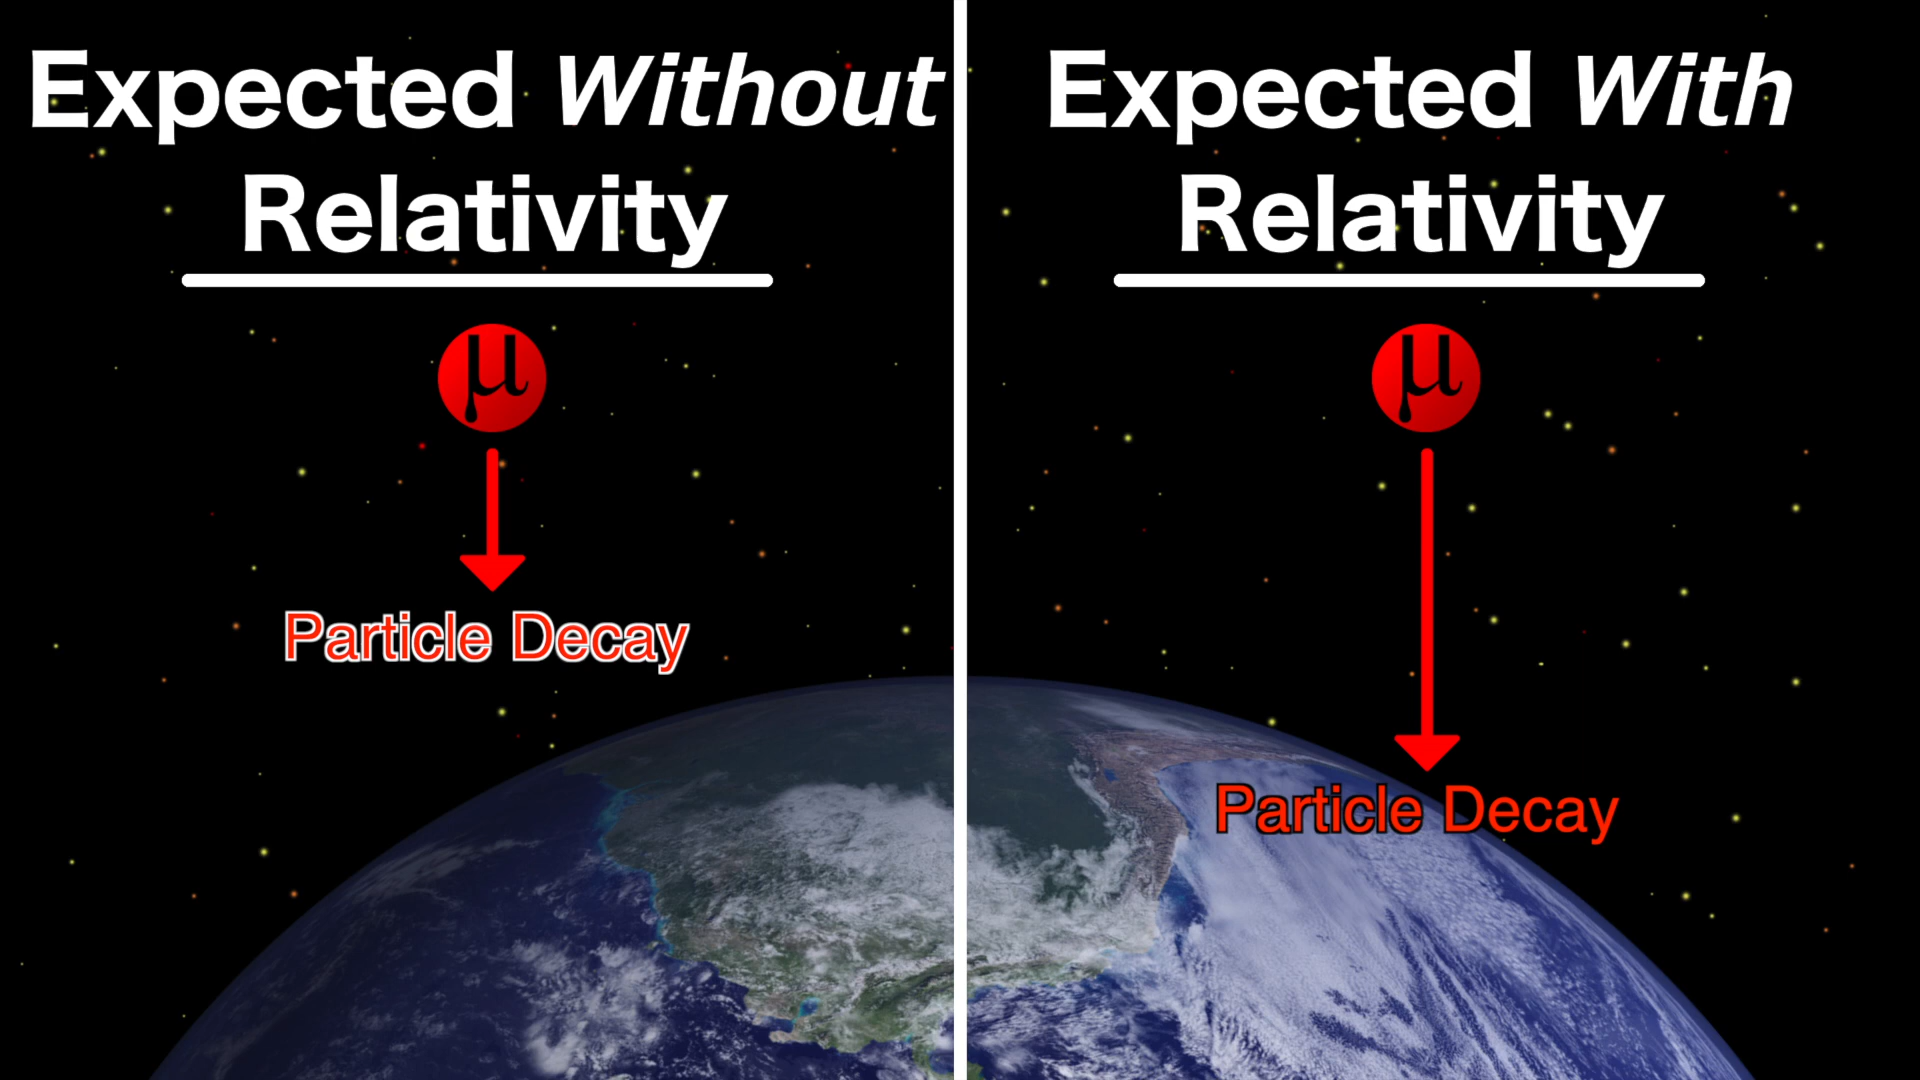 Expected Without
Relativity
μ
Particle Decay
Expected With
Relativity
μ
Particle Decay